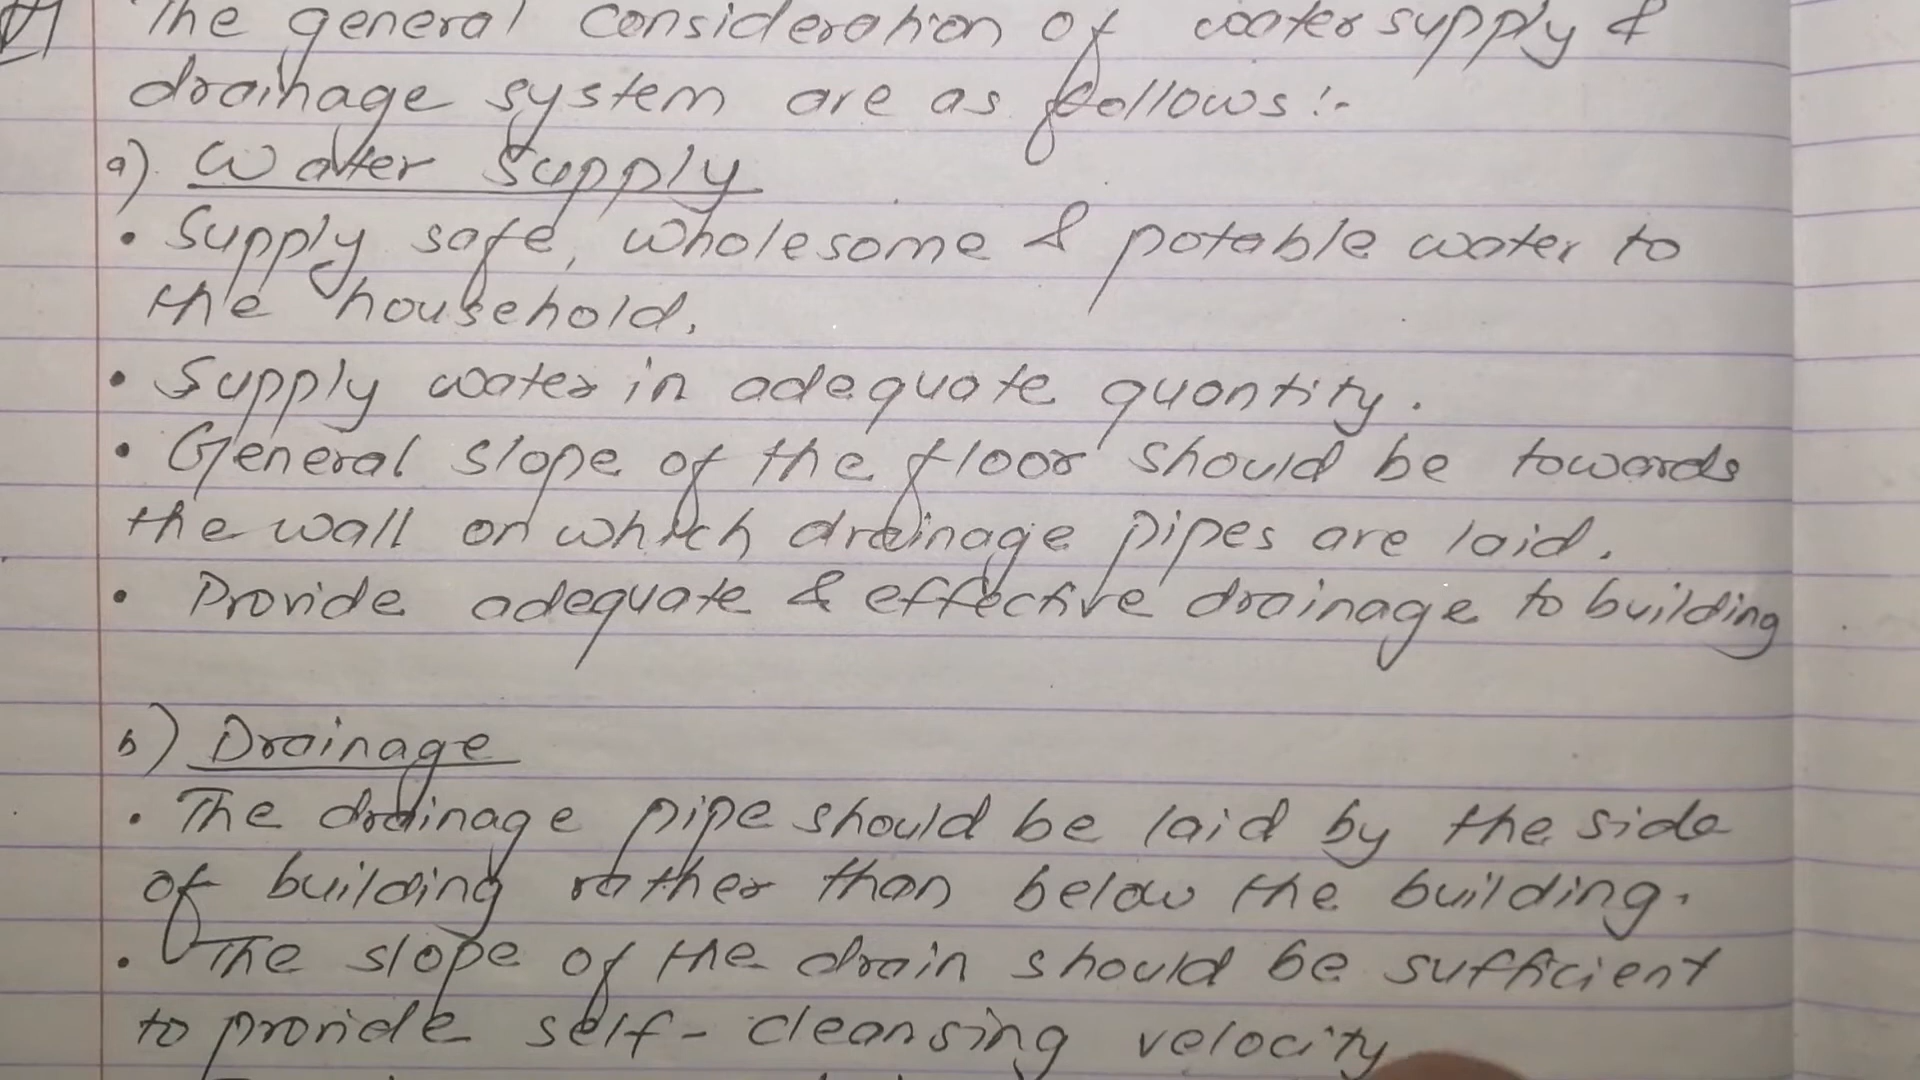 The general consideration of water supply &
drainage system are as follows :-
a). Water Supply
• Supply safe, wholesome & potable water to
the household.
• Supply water in adequate quantity.
• General slope of the floor should be towards
the wall on which drainage pipes are laid.
• Provide adequate & effective drainage to building
b) Drainage
• The drainage pipe should be laid by the side
of building rather than below the building.
• The slope of the drain should be sufficient
to provide self-cleansing velocity